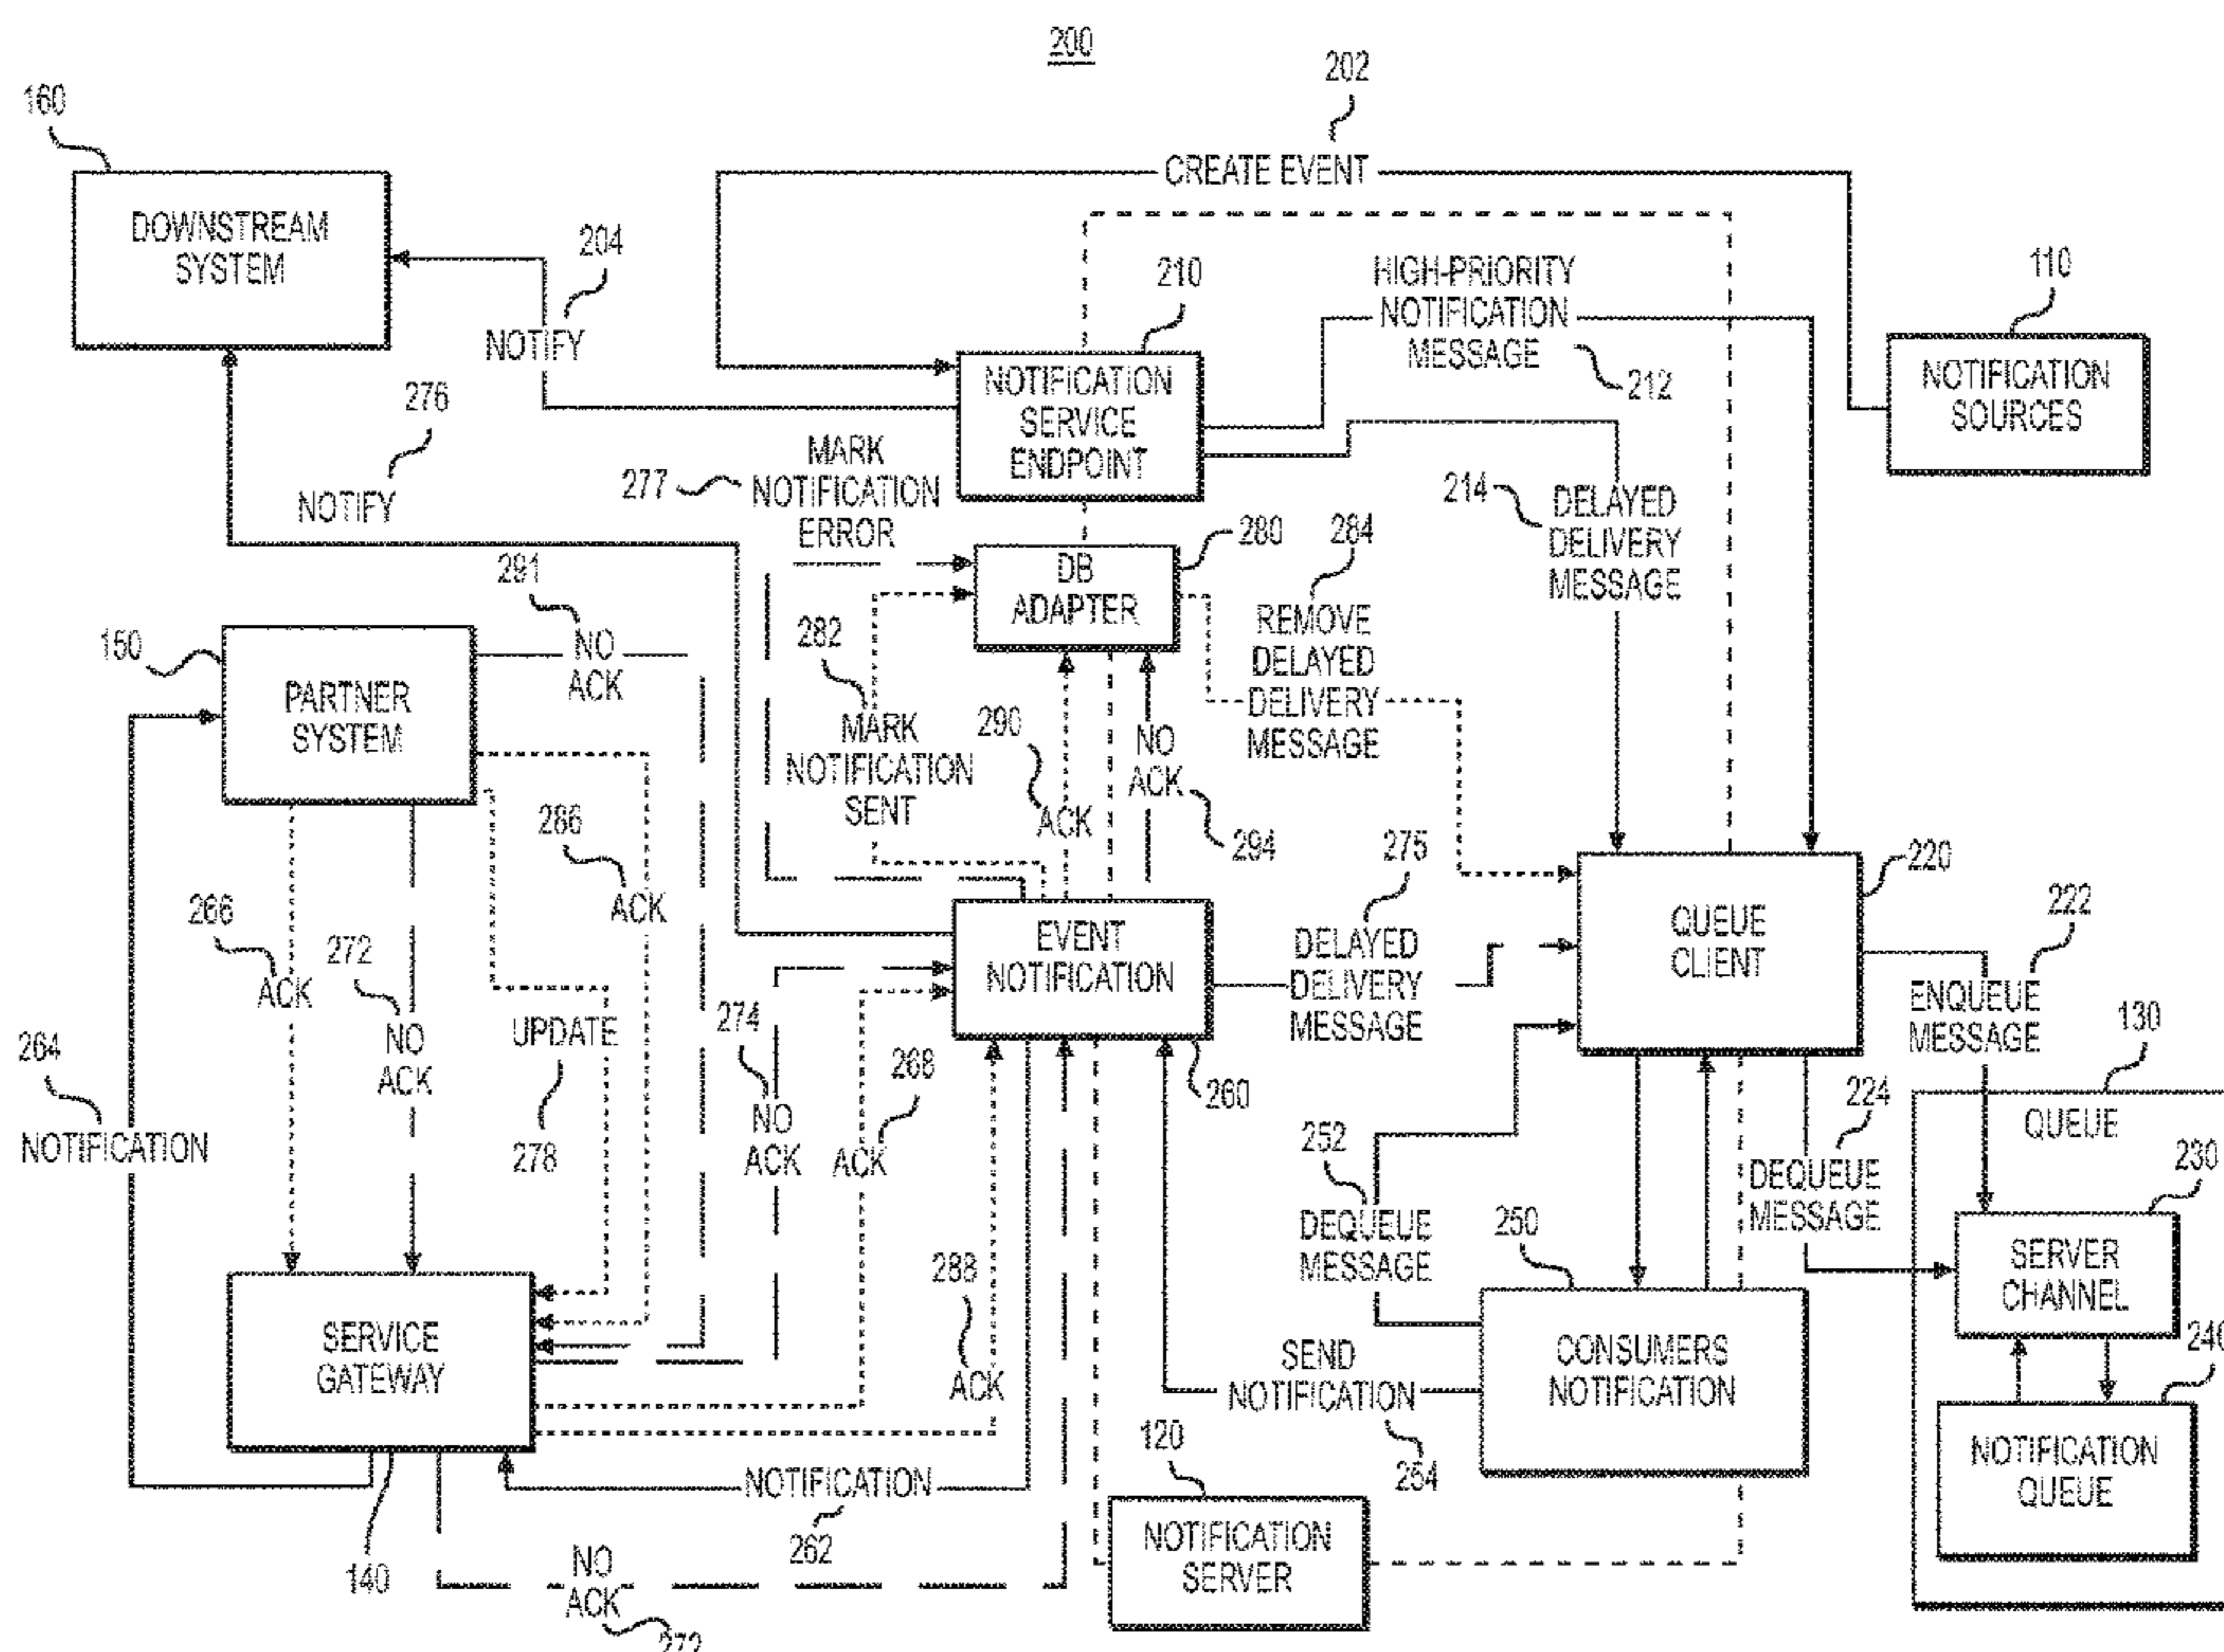 200
202
160
CREATE EVENT
DOWNSTREAM
SYSTEM
204
210
HIGH-PRIORITY
NOTIFICATION
MESSAGE
212
110
NOTIFY
NOTIFICATION
SOURCES
NOTIFICATION
SERVICE
ENDPOINT
276
NOTIFY
277
MARK
NOTIFICATION
ERROR
214
DELAYED
DELIVERY
MESSAGE
280
284
DB
ADAPTER
291
NO
ACK
282
REMOVE
DELAYED
DELIVERY
MESSAGE
150
PARTNER
SYSTEM
MARK
NOTIFICATION
SENT
290
ACK
NO
ACK
294
286
ACK
275
220
266
ACK
272
NO
ACK
EVENT
NOTIFICATION
DELAYED
DELIVERY
MESSAGE
QUEUE
CLIENT
222
ENQUEUE
MESSAGE
264
NOTIFICATION
UPDATE
278
274
NO
ACK
268
ACK
260
130
QUEUE
252
DEQUEUE
MESSAGE
224
DEQUEUE
MESSAGE
230
250
SERVER
CHANNEL
288
ACK
SERVICE
GATEWAY
SEND
NOTIFICATION
254
CONSUMERS
NOTIFICATION
240
NOTIFICATION
QUEUE
NOTIFICATION
262
120
NOTIFICATION
SERVER
140
NO
ACK